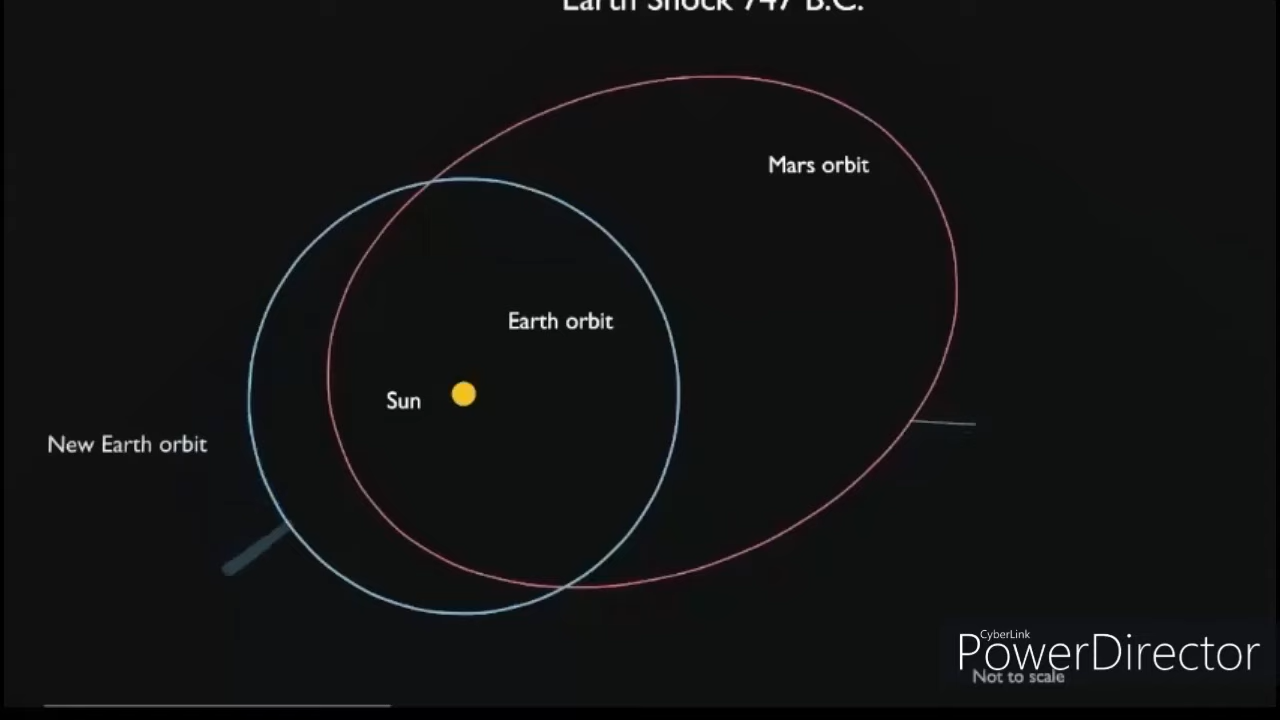 Earth Shock 747 B.C.
Mars orbit
Earth orbit
Sun
New Earth orbit
CyberLink
PowerDirector
Not to scale